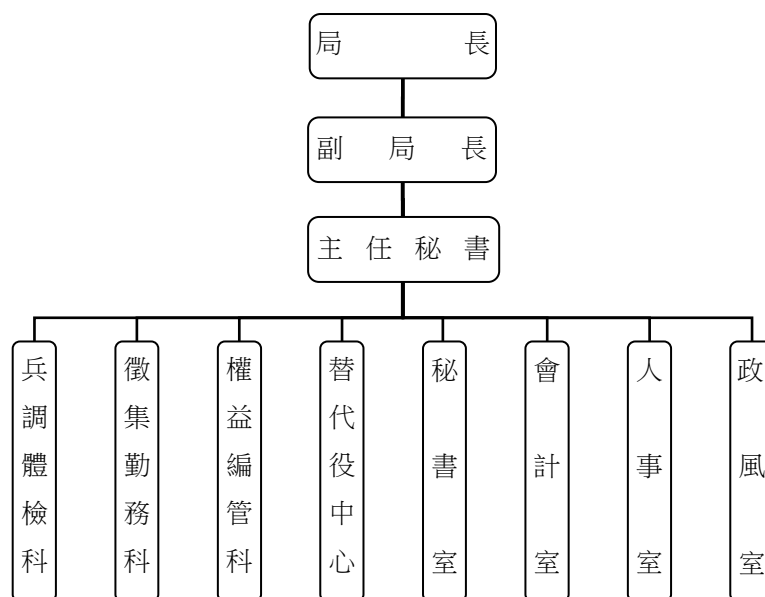 局長
副局長
主任秘書
兵調體檢科
徵集勤務科
權益編管科
替代役中心
秘書室
會計室
人事室
政風室